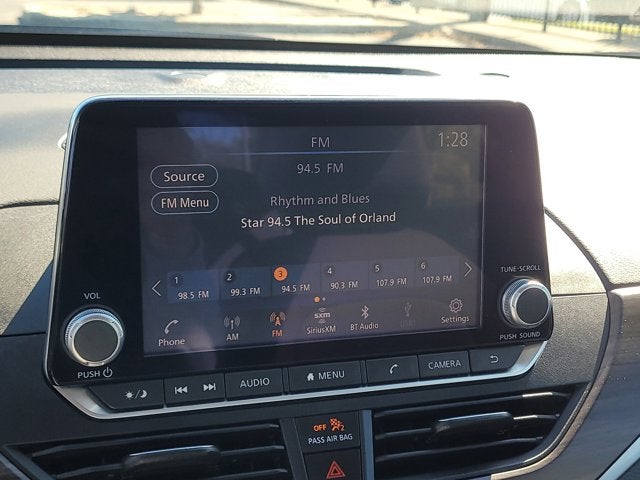 FM 1:28
94.5 FM
Source
Rhythm and Blues
FM Menu
Star 94.5 The Soul of Orland
1 2 3 4 5 6
98.5 FM 99.3 FM 94.5 FM 90.3 FM 107.9 FM 107.9 FM
TUNE·SCROLL
VOL
Phone AM FM sxm SiriusXM BT Audio USB1 Settings
PUSH
PUSH SOUND
AUDIO MENU CAMERA
OFF 2
PASS AIR BAG